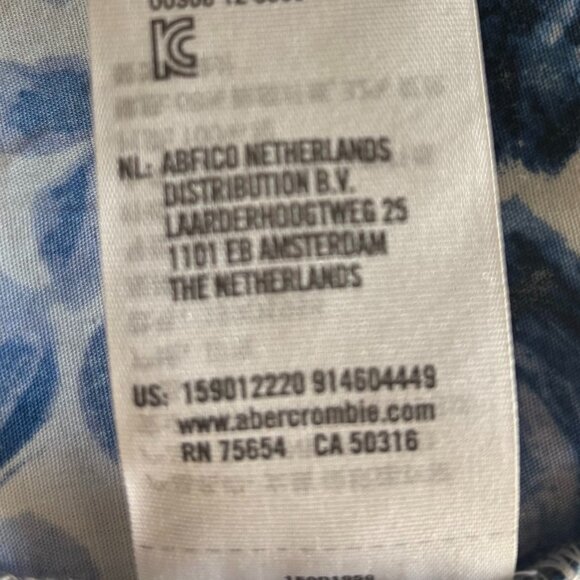 NL: ABFICO NETHERLANDS
DISTRIBUTION B.V.
LAARDERHOOGTWEG 25
1101 EB AMSTERDAM
THE NETHERLANDS
US: 159012220 914604449
www.abercrombie.com
RN 75654 CA 50316